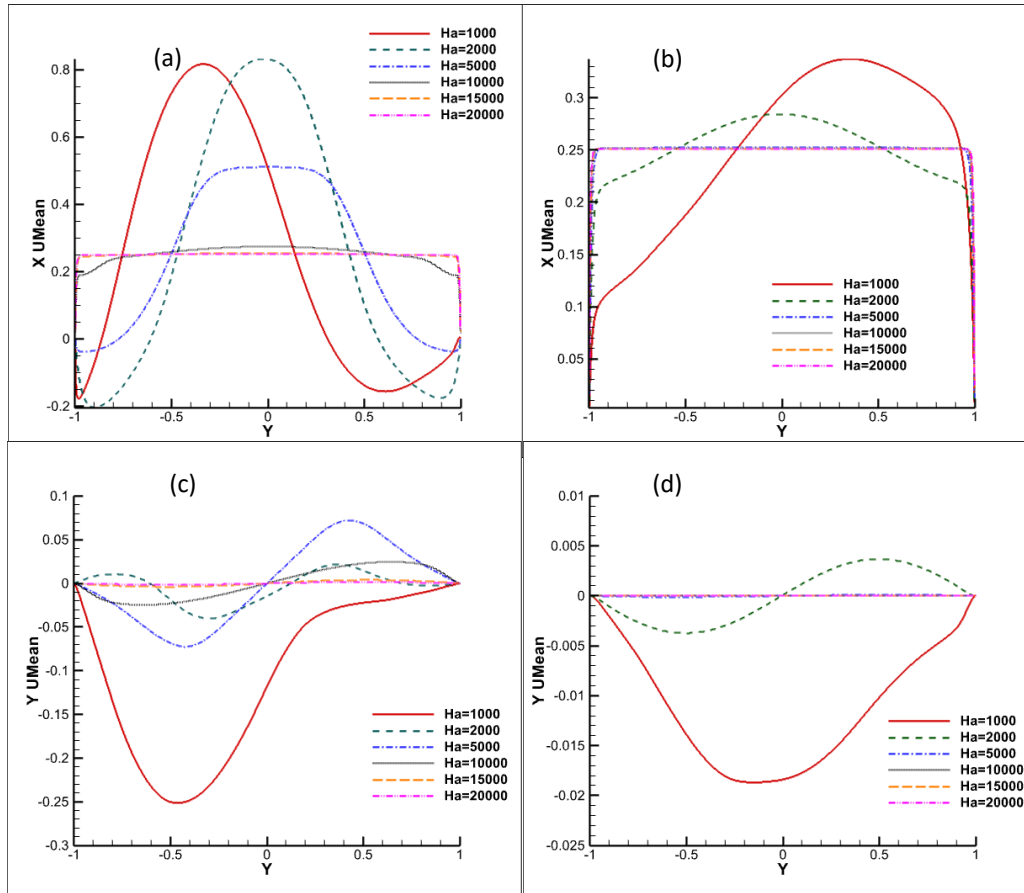 (a)
Ha=1000
Ha=2000
Ha=5000
Ha=10000
Ha=15000
Ha=20000
X UMean
0.8
0.6
0.4
0.2
0
-0.2
-1
-0.5
0
0.5
1
Y
(b)
X UMean
0.3
0.25
0.2
0.15
0.1
0.05
Ha=1000
Ha=2000
Ha=5000
Ha=10000
Ha=15000
Ha=20000
-1
-0.5
0
0.5
1
Y
(c)
Y UMean
0.1
0.05
0
-0.05
-0.1
-0.15
-0.2
-0.25
-0.3
Ha=1000
Ha=2000
Ha=5000
Ha=10000
Ha=15000
Ha=20000
-1
-0.5
0
0.5
1
Y
(d)
Y UMean
0.01
0.005
0
-0.005
-0.01
-0.015
-0.02
-0.025
Ha=1000
Ha=2000
Ha=5000
Ha=10000
Ha=15000
Ha=20000
-1
-0.5
0
0.5
1
Y